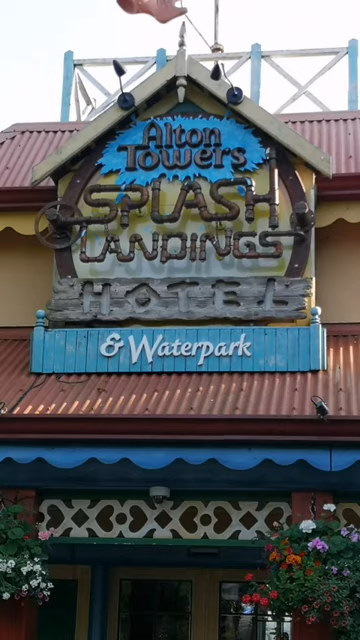 Alton
Towers
SPLASH
LANDINGS
HOTEL
& Waterpark